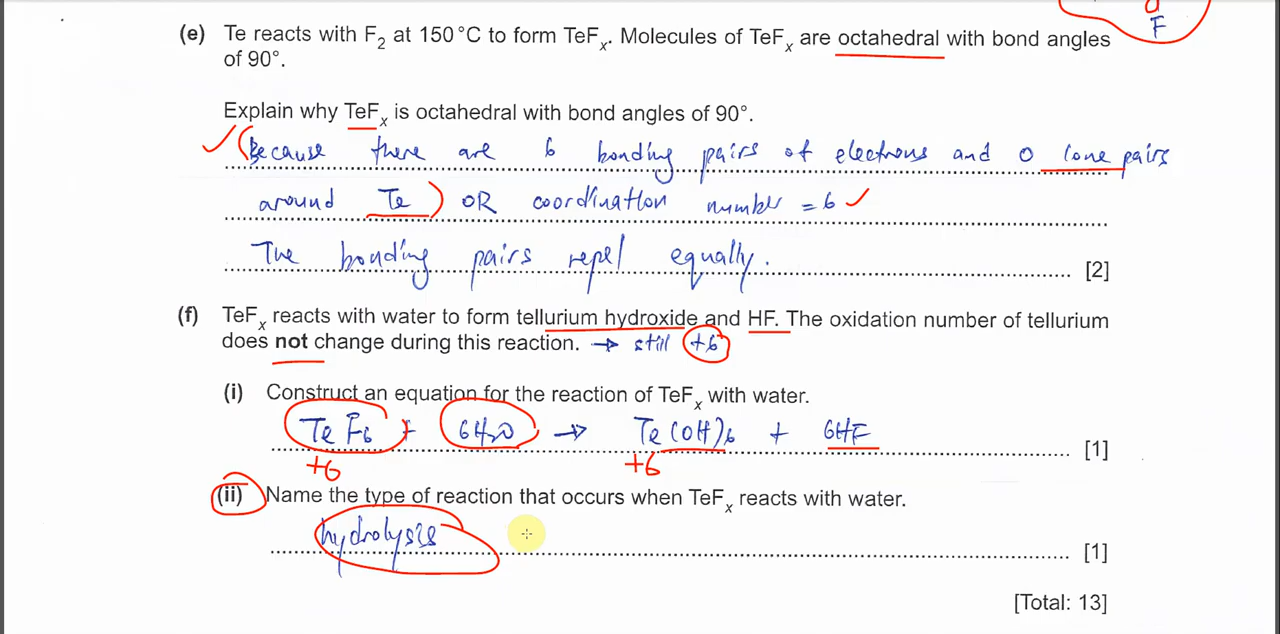 F
(e) Te reacts with F2 at 150 °C to form TeFx. Molecules of TeFx are octahedral with bond angles
of 90°.
Explain why TeFx is octahedral with bond angles of 90°.
✓(Because there are 6 bonding pairs of electrons and 0 lone pairs
around Te) OR coordination number = 6 ✓
The bonding pairs repel equally.
[2]
(f) TeFx reacts with water to form tellurium hydroxide and HF. The oxidation number of tellurium
does not change during this reaction. → still +6
(i) Construct an equation for the reaction of TeFx with water.
TeF6 + 6H2O → Te(OH)6 + 6HF
[1]
+6 +6
(ii) Name the type of reaction that occurs when TeFx reacts with water.
hydrolysis
[1]
[Total: 13]